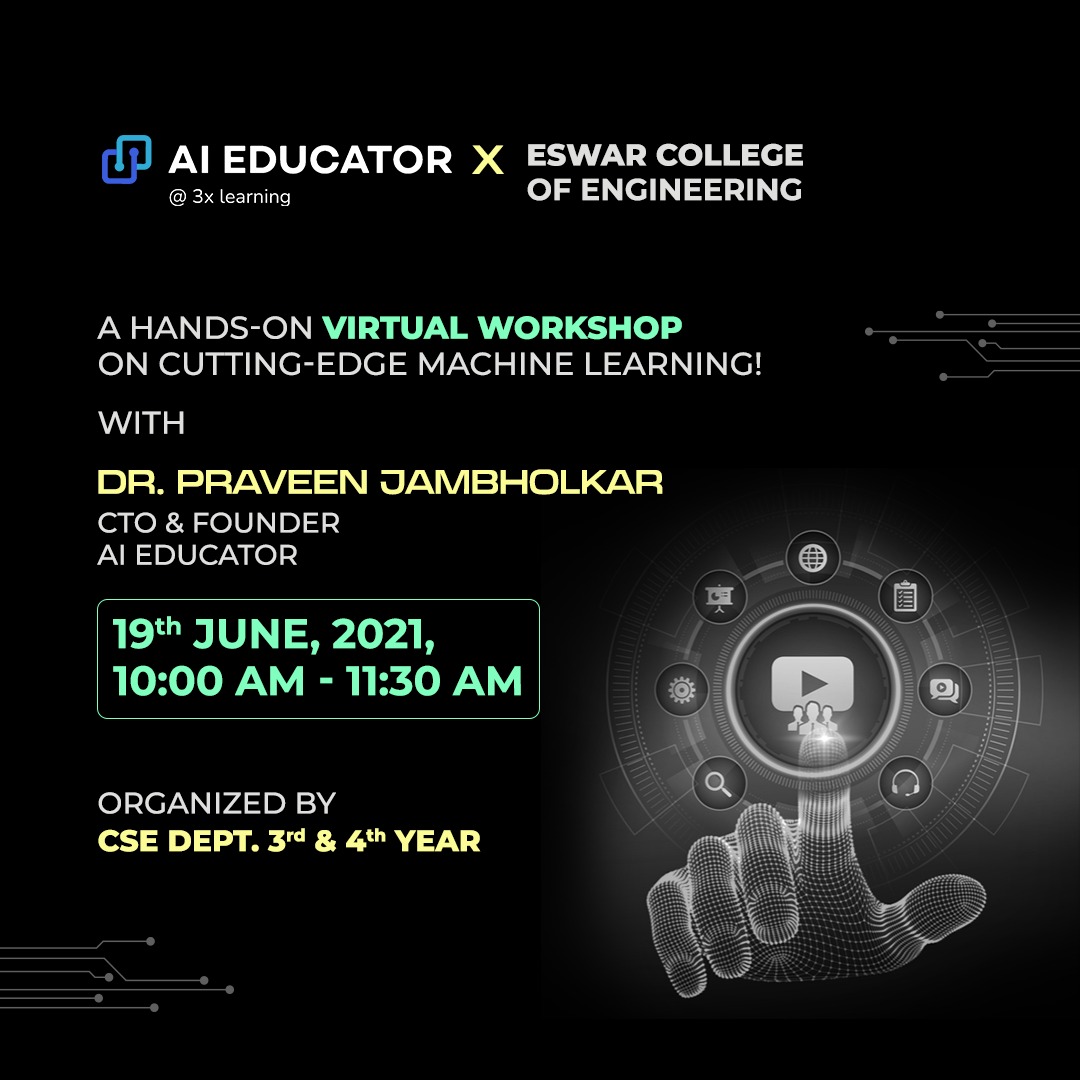 AI EDUCATOR X ESWAR COLLEGE
OF ENGINEERING
@ 3x learning
A HANDS-ON VIRTUAL WORKSHOP
ON CUTTING-EDGE MACHINE LEARNING!
WITH
DR. PRAVEEN JAMBHOLKAR
CTO & FOUNDER
AI EDUCATOR
19th JUNE, 2021,
10:00 AM - 11:30 AM
ORGANIZED BY
CSE DEPT. 3rd & 4th YEAR